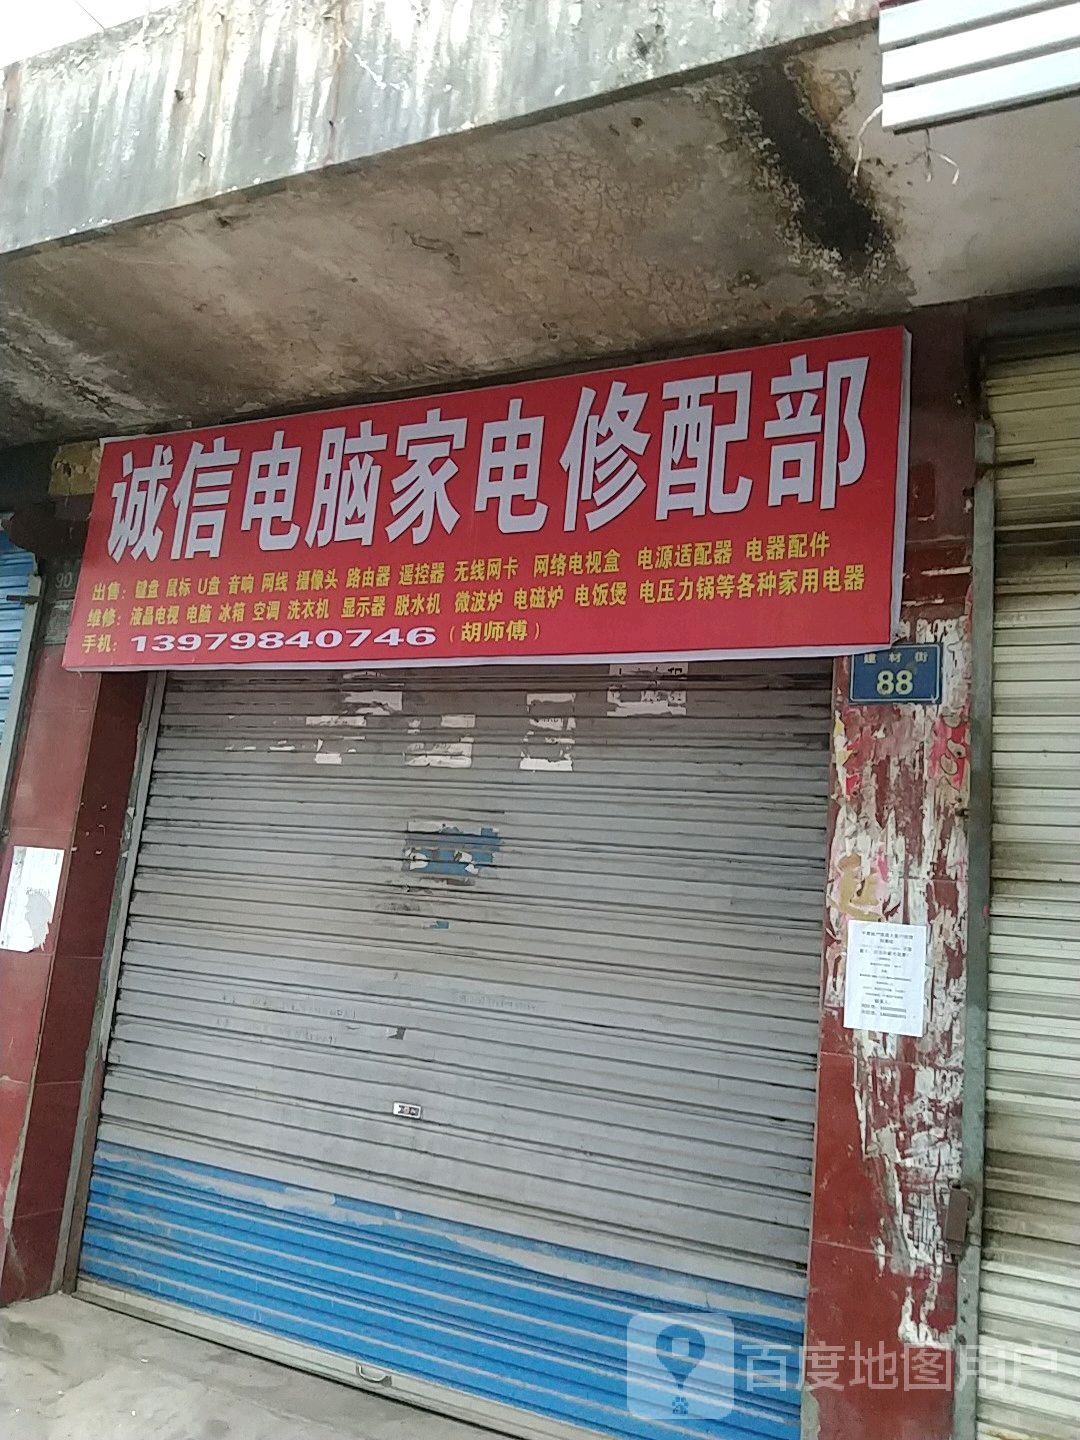 诚信电脑家电修配部
出售：键盘 鼠标 U盘 音响 网线 摄像头 路由器 遥控器 无线网卡 网络电视盒 电源适配器 电器配件
维修：液晶电视 电脑 冰箱 空调 洗衣机 显示器 脱水机 微波炉 电磁炉 电饭煲 电压力锅等各种家用电器
手机：13979840746（胡师傅）
90
建材街
88
百度地图用户